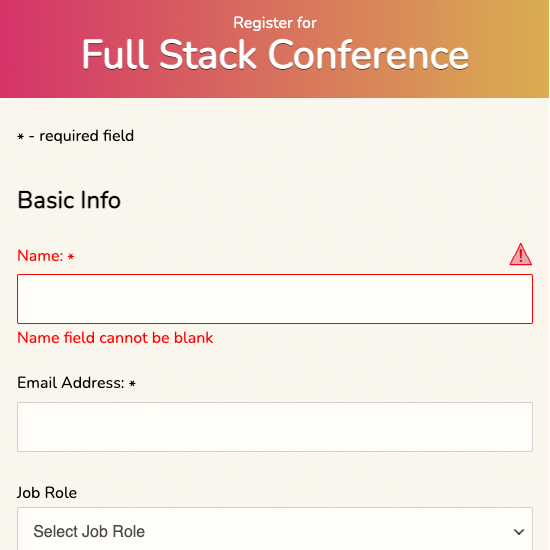 Register for
Full Stack Conference
* - required field
Basic Info
Name: *
Name field cannot be blank
Email Address: *
Job Role
Select Job Role